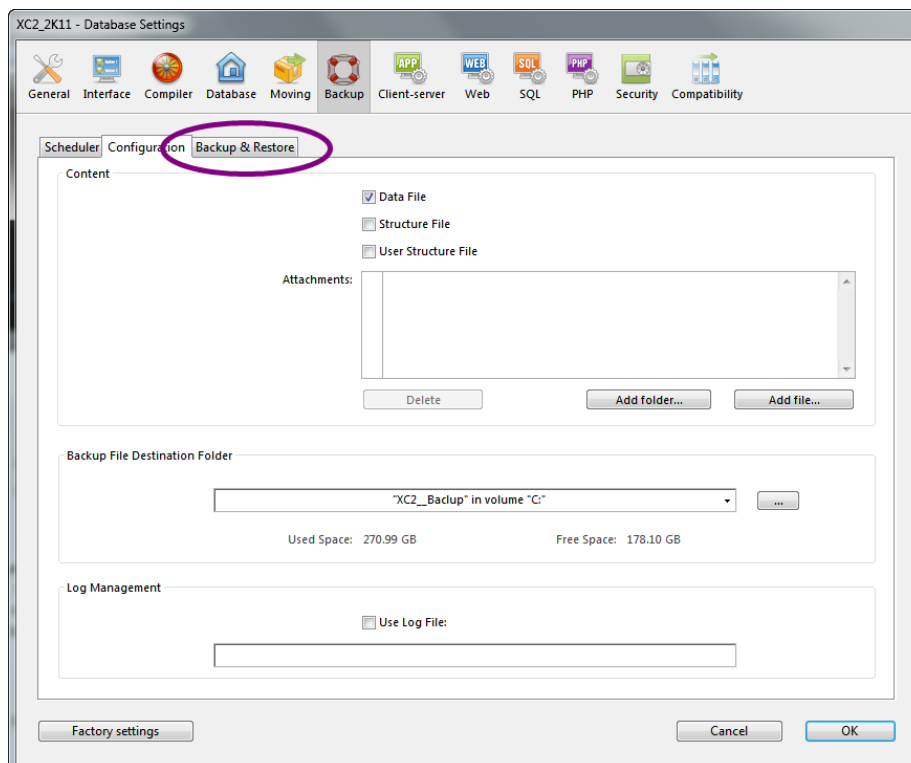 XC2_2K11 - Database Settings
General Interface Compiler Database Moving Backup Client-server Web SQL PHP Security Compatibility
APP WEB SQL PHP
Scheduler Configuration Backup & Restore
Content
Data File
Structure File
User Structure File
Attachments:
Delete Add folder... Add file...
Backup File Destination Folder
"XC2__Baclup" in volume "C:"
...
Used Space: 270.99 GB Free Space: 178.10 GB
Log Management
Use Log File:
Factory settings Cancel OK